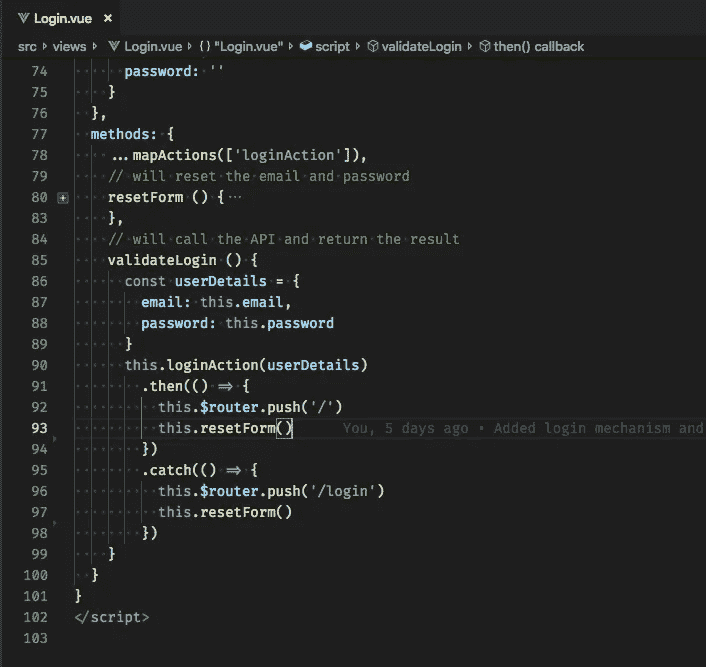 Login.vue ×
src › views › Login.vue › {} "Login.vue" › script › validateLogin › then() callback
74 password: ''
75 }
76 },
77 methods: {
78 ...mapActions(['loginAction']),
79 // will reset the email and password
80 resetForm () {…
83 },
84 // will call the API and return the result
85 validateLogin () {
86 const userDetails = {
87 email: this.email,
88 password: this.password
89 }
90 this.loginAction(userDetails)
91 .then(() => {
92 this.$router.push('/')
93 this.resetForm() You, 5 days ago • Added login mechanism and
94 })
95 .catch(() => {
96 this.$router.push('/login')
97 this.resetForm()
98 })
99 }
100 }
101 }
102 </script>
103